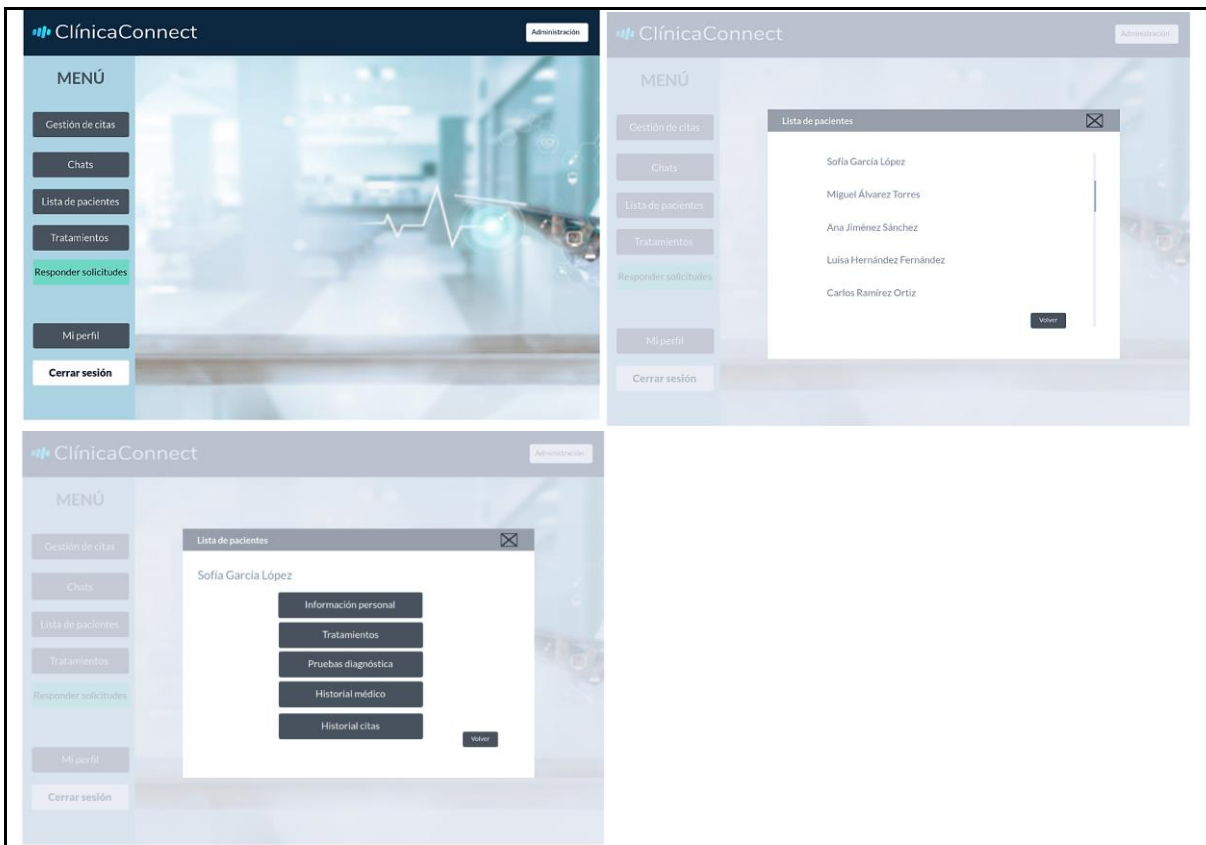 ClínicaConnect
Administración
MENÚ
Gestión de citas
Chats
Lista de pacientes
Tratamientos
Responder solicitudes
Mi perfil
Cerrar sesión
ClínicaConnect
Administración
MENÚ
Gestión de citas
Chats
Lista de pacientes
Tratamientos
Responder solicitudes
Mi perfil
Cerrar sesión
Lista de pacientes
Sofía García López
Miguel Álvarez Torres
Ana Jiménez Sánchez
Luisa Hernández Fernández
Carlos Ramírez Ortiz
Volver
ClínicaConnect
Administración
MENÚ
Gestión de citas
Chats
Lista de pacientes
Tratamientos
Responder solicitudes
Mi perfil
Cerrar sesión
Lista de pacientes
Sofía García López
Información personal
Tratamientos
Pruebas diagnóstica
Historial médico
Historial citas
Volver